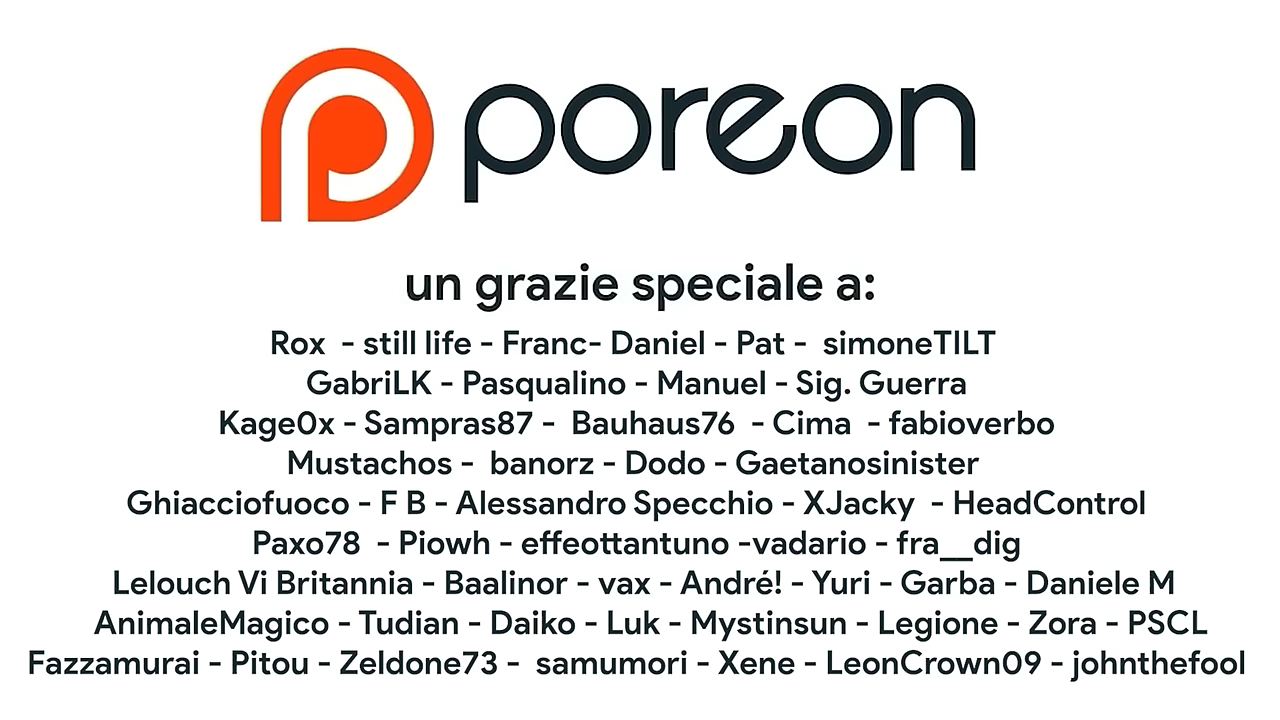 poreon
un grazie speciale a:
Rox - still life - Franc- Daniel - Pat - simoneTILT
GabriLK - Pasqualino - Manuel - Sig. Guerra
Kage0x - Sampras87 - Bauhaus76 - Cima - fabioverbo
Mustachos - banorz - Dodo - Gaetanosinister
Ghiacciofuoco - F B - Alessandro Specchio - XJacky - HeadControl
Paxo78 - Piowh - effeottantuno -vadario - fra__dig
Lelouch Vi Britannia - Baalinor - vax - André! - Yuri - Garba - Daniele M
AnimaleMagico - Tudian - Daiko - Luk - Mystinsun - Legione - Zora - PSCL
Fazzamurai - Pitou - Zeldone73 - samumori - Xene - LeonCrown09 - johnthefool